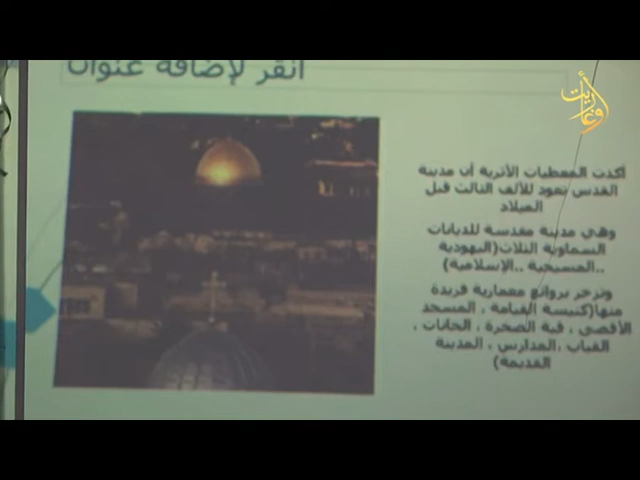 انقر لإضافة عنوان
أكدت المعطيات الأثرية أن مدينة
القدس تعود للألف الثالث قبل
الميلاد
وهي مدينة مقدسة للديانات
السماوية الثلاث(اليهودية
..المسيحية ..الإسلامية)
وتزخر بروائع معمارية فريدة
منها(كنيسة القيامة ، المسجد
الأقصى ، قبة الصخرة ، الخانات ،
القباب ،المدارس ، المدينة
القديمة)